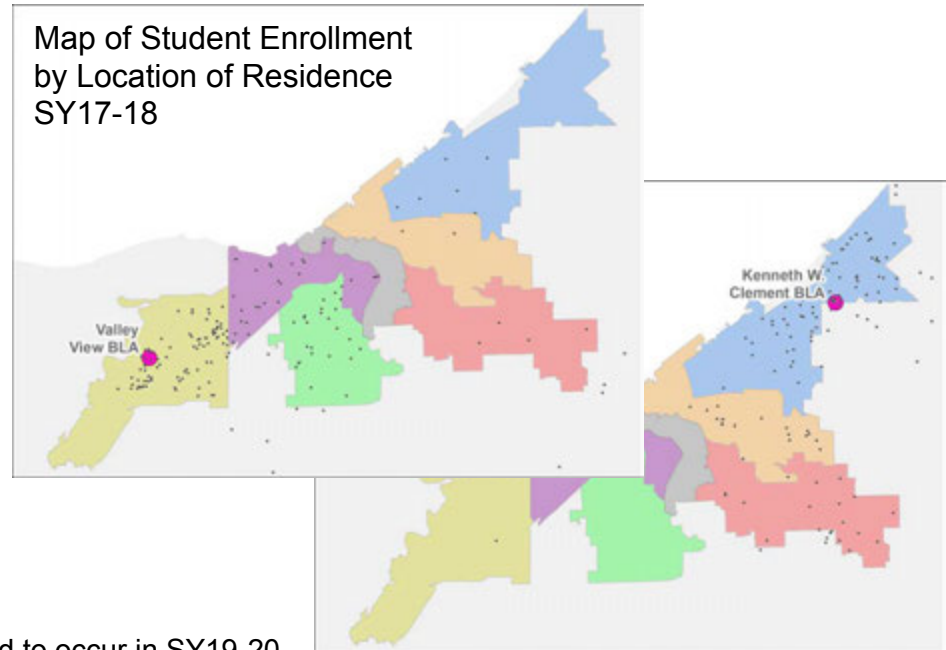 Map of Student Enrollment
by Location of Residence
SY17-18
Valley
View BLA
Kenneth W.
Clement BLA
d to occur in SY19-20